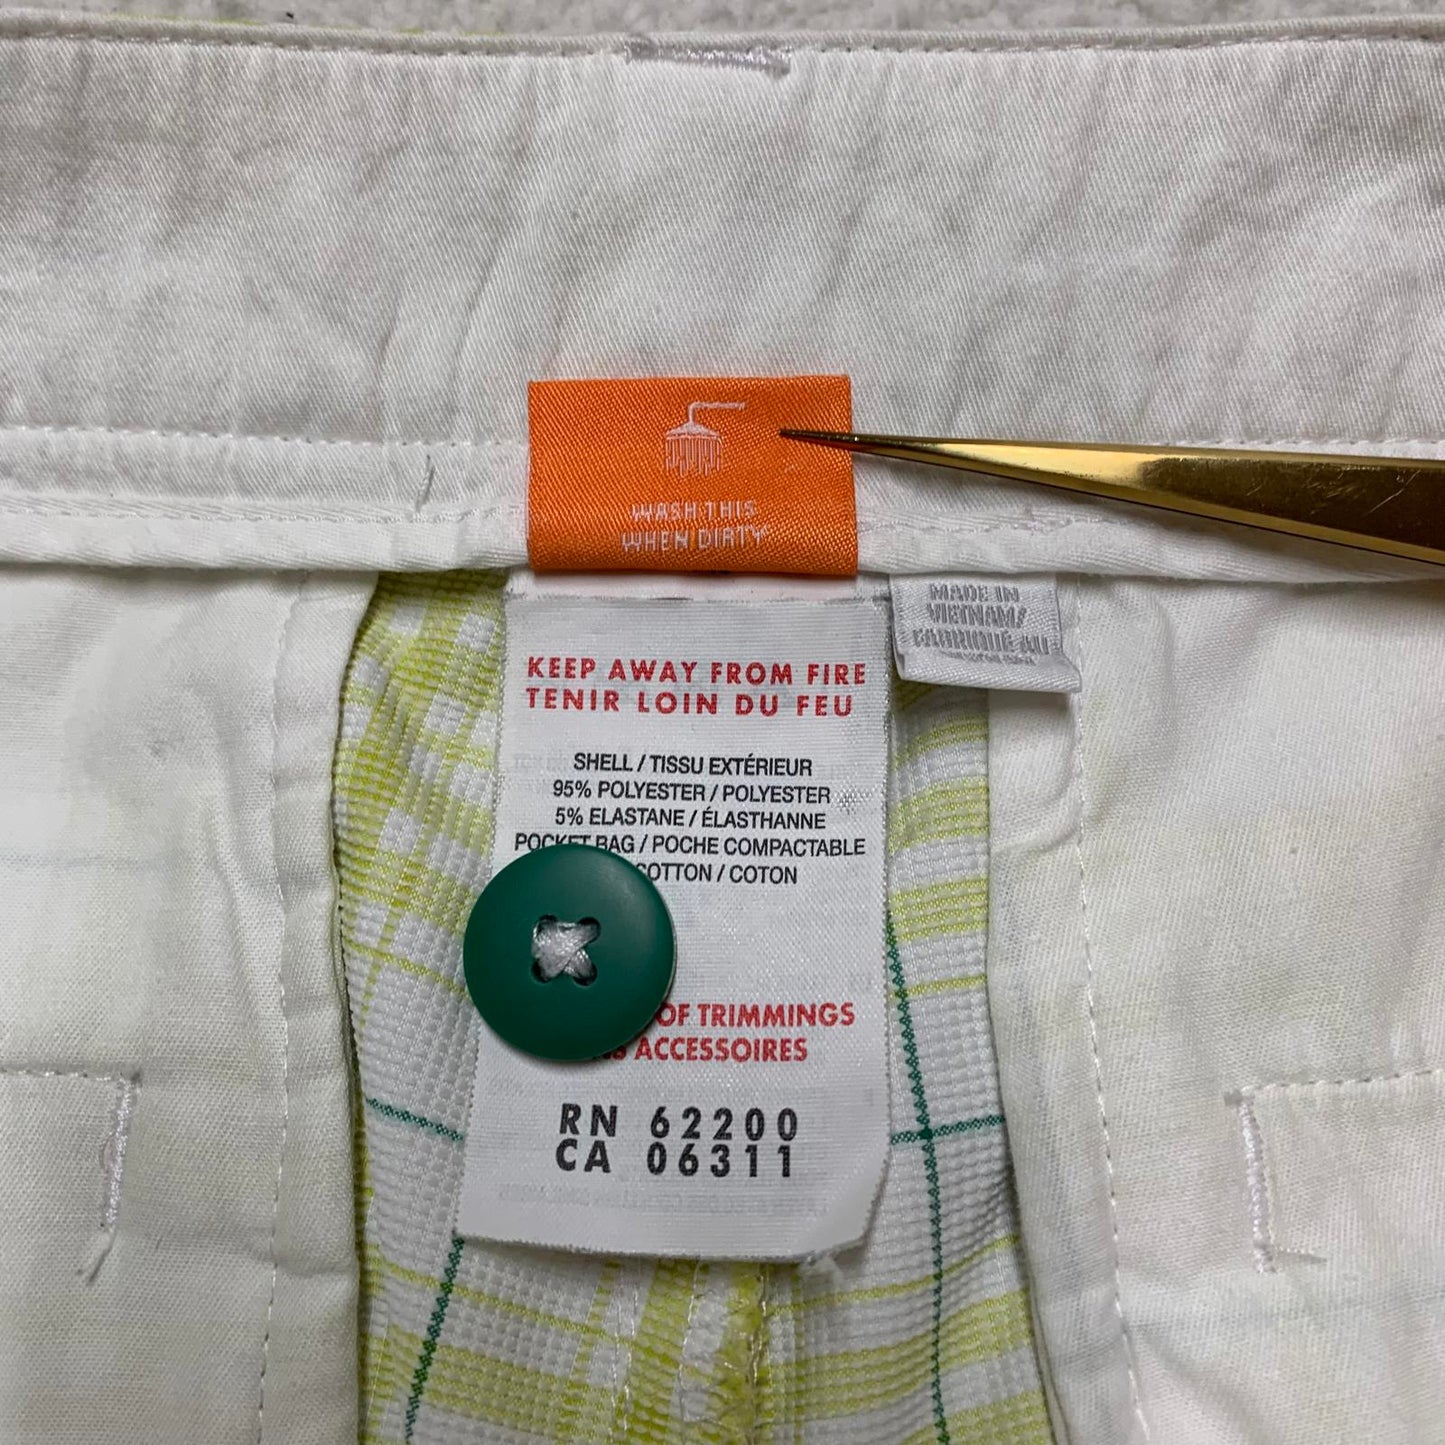 WASH THIS
WHEN DIRTY
MADE IN
VIETNAM/
FABRIQUÉ AU
KEEP AWAY FROM FIRE
TENIR LOIN DU FEU
SHELL / TISSU EXTÉRIEUR
95% POLYESTER / POLYESTER
5% ELASTANE / ÉLASTHANNE
POCKET BAG / POCHE COMPACTABLE
COTTON / COTON
OF TRIMMINGS
ACCESSOIRES
RN 62200
CA 06311